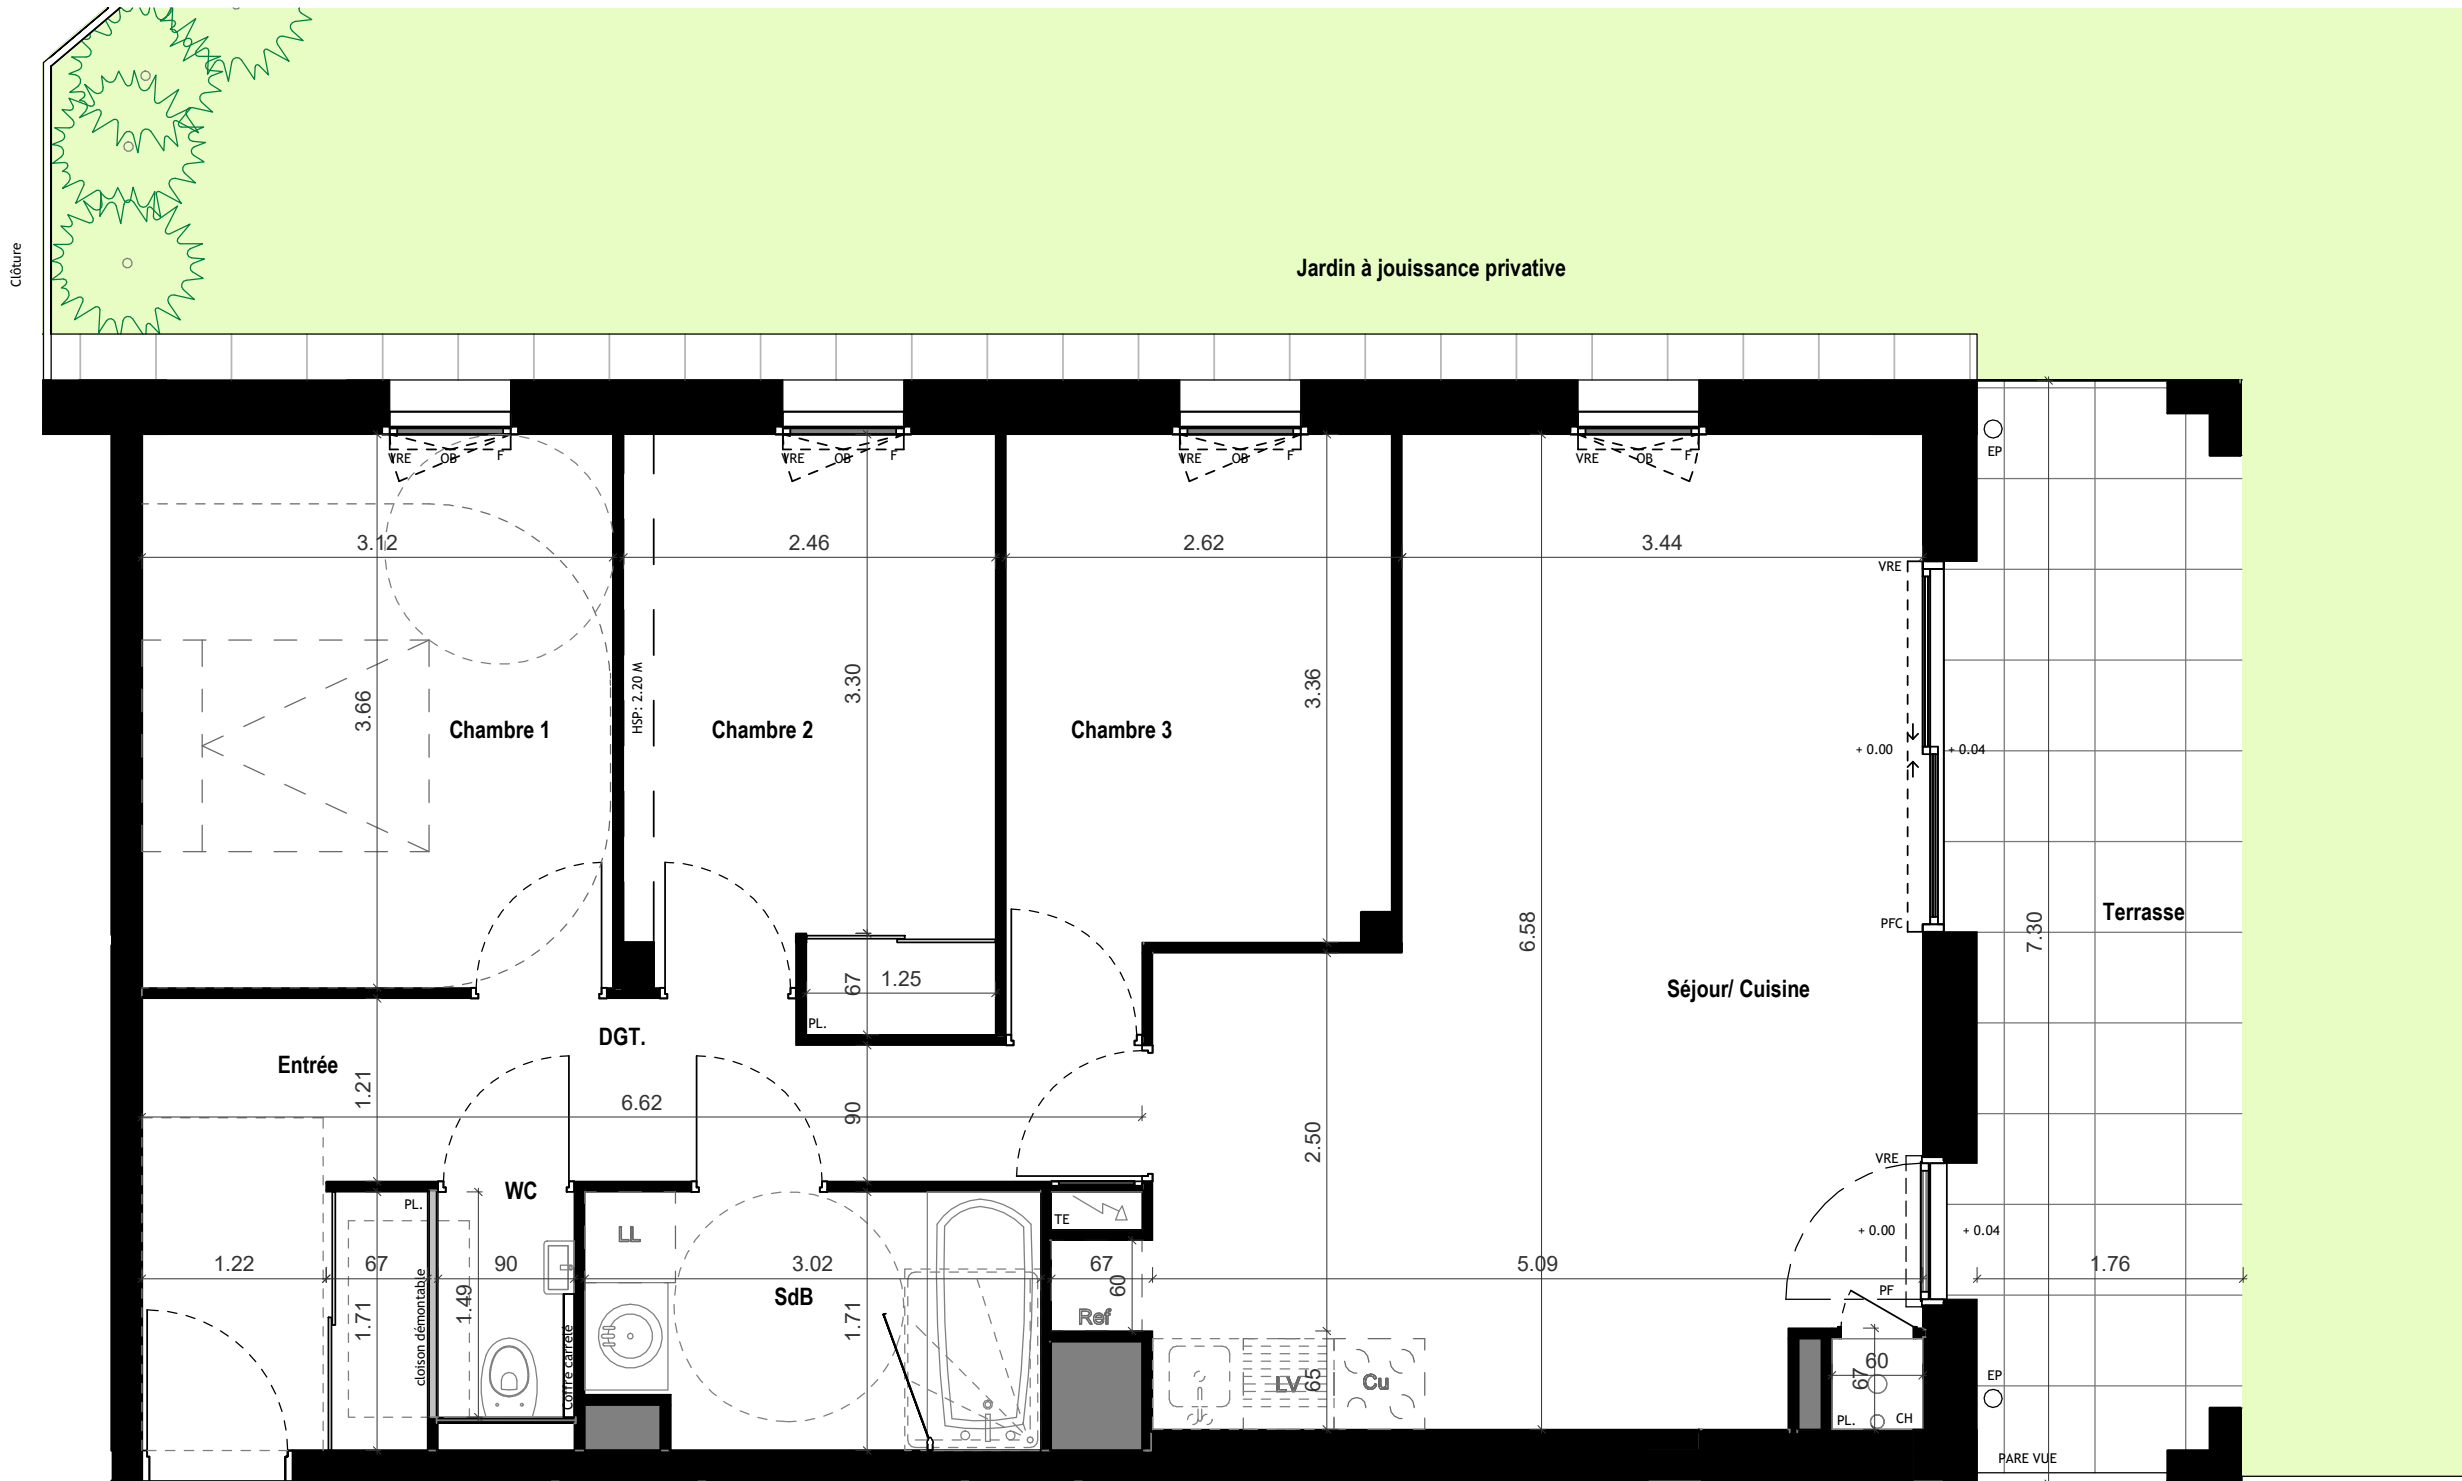 Clôture
Jardin à jouissance privative
VRE OB F
VRE OB F
VRE OB F
VRE OB F
EP
3.12
2.46
2.62
3.44
VRE
3.66
HSP: 2.20 M
3.30
3.36
Chambre 1
Chambre 2
Chambre 3
+ 0.00
+ 0.04
6.58
PFC
7.30
Terrasse
67
1.25
PL.
Séjour/ Cuisine
DGT.
Entrée
1.21
6.62
90
2.50
VRE
WC
PL.
TE
LL
+ 0.00
+ 0.04
1.22
67
90
3.02
67
5.09
1.76
cloison démontable
1.49
1.71
Coffre carrelé
SdB
1.71
60
Ref
PF
LV
65
Cu
60
67
PL.
CH
EP
PARE VUE